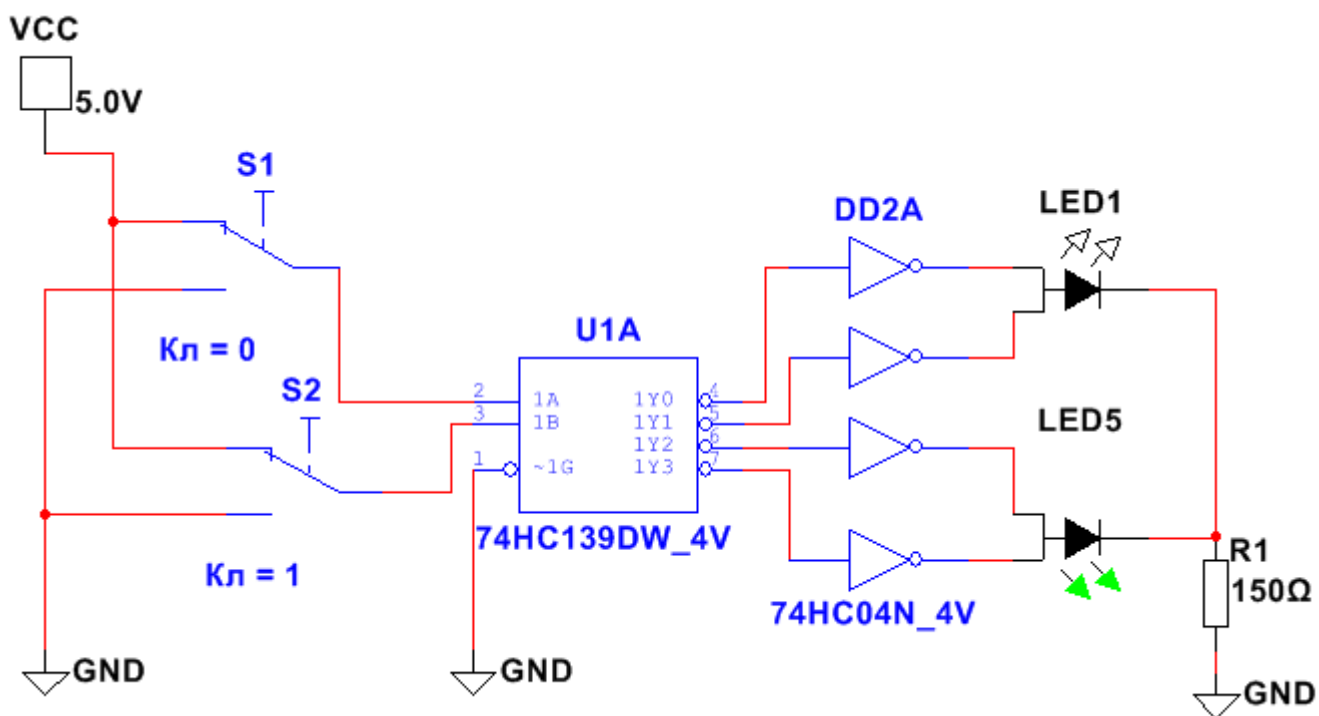 VCC
5.0V
S1
Кл = 0
S2
Кл = 1
GND
U1A
2
3
1
1A
1B
~1G
1Y0
1Y1
1Y2
1Y3
4
5
6
7
74HC139DW_4V
GND
DD2A
74HC04N_4V
LED1
LED5
R1
150Ω
GND